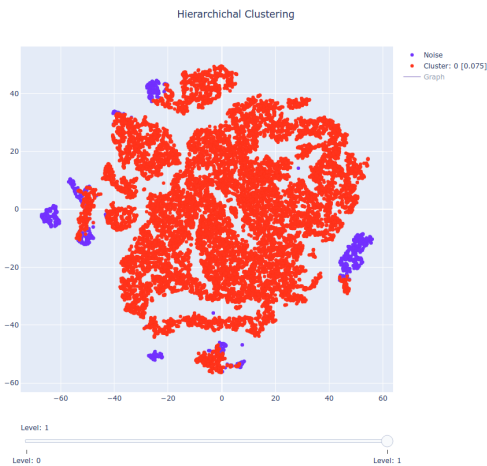 Hierarchichal Clustering
Noise
Cluster: 0 [0.075]
Graph
40
20
0
−20
−40
−60
−60 −40 −20 0 20 40 60
Level: 1
Level: 0 Level: 1